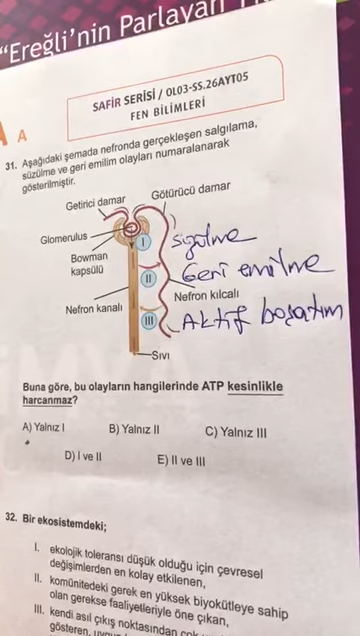 "Ereğli'nin Parlayan
SAFİR SERİSİ / 0L03-SS.26AYT05
FEN BİLİMLERİ
A
31. Aşağıdaki şemada nefronda gerçekleşen salgılama,
süzülme ve geri emilim olayları numaralanarak
gösterilmiştir.
Getirici damar
Götürücü damar
Glomerulus
I
süzülme
Bowman
kapsülü
II
Geri emilme
Nefron kılcalı
Nefron kanalı
III
Aktif boşatım
Sıvı
Buna göre, bu olayların hangilerinde ATP kesinlikle
harcanmaz?
A) Yalnız I
B) Yalnız II
C) Yalnız III
D) I ve II
E) II ve III
32. Bir ekosistemdeki;
I. ekolojik toleransı düşük olduğu için çevresel
değişimlerden en kolay etkilenen,
II. komünitedeki gerek en yüksek biyokütleye sahip
olan gerekse faaliyetleriyle öne çıkan,
III. kendi asıl çıkış noktasından çok
gösteren,